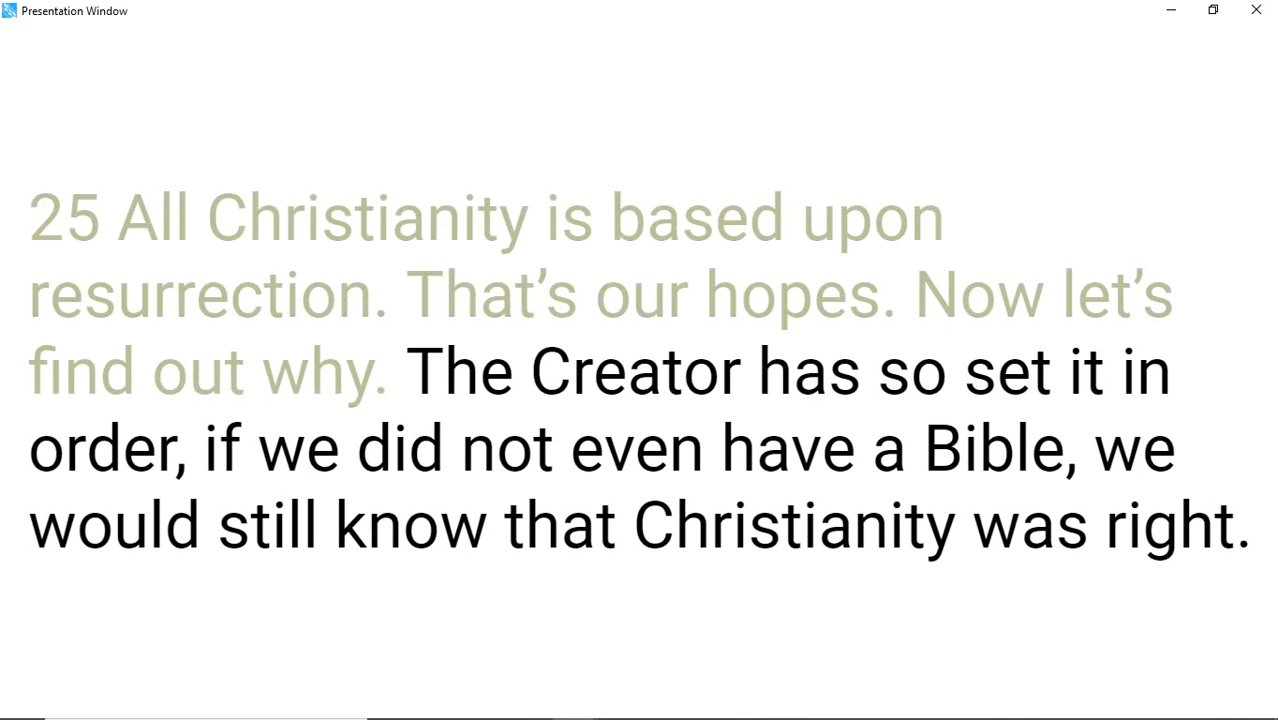 Presentation Window
25 All Christianity is based upon
resurrection. That’s our hopes. Now let’s
find out why. The Creator has so set it in
order, if we did not even have a Bible, we
would still know that Christianity was right.